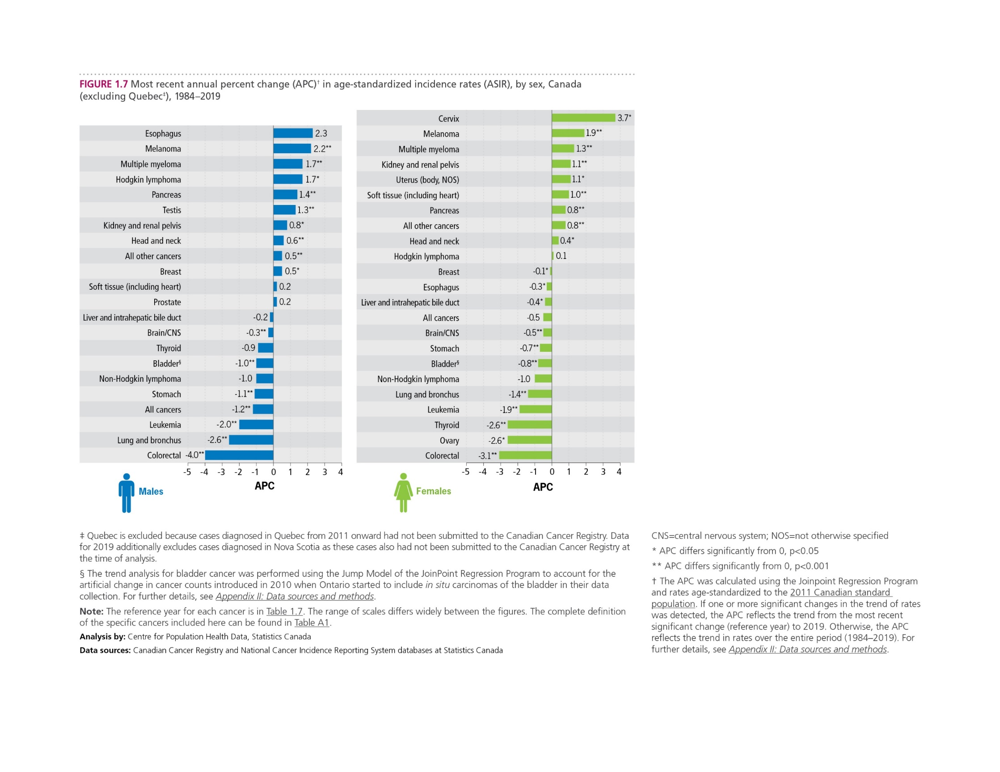 FIGURE 1.7 Most recent annual percent change (APC)† in age-standardized incidence rates (ASIR), by sex, Canada
(excluding Quebec‡), 1984–2019
Esophagus 2.3
Melanoma 2.2**
Multiple myeloma 1.7**
Hodgkin lymphoma 1.7*
Pancreas 1.4**
Testis 1.3**
Kidney and renal pelvis 0.8*
Head and neck 0.6**
All other cancers 0.5**
Breast 0.5*
Soft tissue (including heart) 0.2
Prostate 0.2
Liver and intrahepatic bile duct -0.2
Brain/CNS -0.3**
Thyroid -0.9
Bladder§ -1.0**
Non-Hodgkin lymphoma -1.0
Stomach -1.1**
All cancers -1.2**
Leukemia -2.0**
Lung and bronchus -2.6**
Colorectal -4.0**
-5 -4 -3 -2 -1 0 1 2 3 4
APC
Males
Cervix 3.7*
Melanoma 1.9**
Multiple myeloma 1.3**
Kidney and renal pelvis 1.1**
Uterus (body, NOS) 1.1*
Soft tissue (including heart) 1.0**
Pancreas 0.8**
All other cancers 0.8**
Head and neck 0.4*
Hodgkin lymphoma 0.1
Breast -0.1*
Esophagus -0.3*
Liver and intrahepatic bile duct -0.4*
All cancers -0.5
Brain/CNS -0.5**
Stomach -0.7**
Bladder§ -0.8**
Non-Hodgkin lymphoma -1.0
Lung and bronchus -1.4**
Leukemia -1.9**
Thyroid -2.6**
Ovary -2.6*
Colorectal -3.1**
-5 -4 -3 -2 -1 0 1 2 3 4
APC
Females
‡ Quebec is excluded because cases diagnosed in Quebec from 2011 onward had not been submitted to the Canadian Cancer Registry. Data
for 2019 additionally excludes cases diagnosed in Nova Scotia as these cases also had not been submitted to the Canadian Cancer Registry at
the time of analysis.
§ The trend analysis for bladder cancer was performed using the Jump Model of the JoinPoint Regression Program to account for the
artificial change in cancer counts introduced in 2010 when Ontario started to include in situ carcinomas of the bladder in their data
collection. For further details, see Appendix II: Data sources and methods.
Note: The reference year for each cancer is in Table 1.7. The range of scales differs widely between the figures. The complete definition
of the specific cancers included here can be found in Table A1.
Analysis by: Centre for Population Health Data, Statistics Canada
Data sources: Canadian Cancer Registry and National Cancer Incidence Reporting System databases at Statistics Canada
CNS=central nervous system; NOS=not otherwise specified
* APC differs significantly from 0, p<0.05
** APC differs significantly from 0, p<0.001
† The APC was calculated using the Joinpoint Regression Program
and rates age-standardized to the 2011 Canadian standard
population. If one or more significant changes in the trend of rates
was detected, the APC reflects the trend from the most recent
significant change (reference year) to 2019. Otherwise, the APC
reflects the trend in rates over the entire period (1984–2019). For
further details, see Appendix II: Data sources and methods.